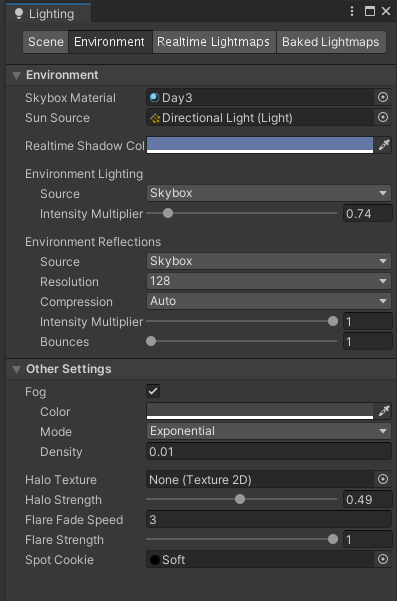 Lighting
Scene Environment Realtime Lightmaps Baked Lightmaps
Environment
Skybox Material Day3
Sun Source Directional Light (Light)
Realtime Shadow Col
Environment Lighting
Source Skybox
Intensity Multiplier 0.74
Environment Reflections
Source Skybox
Resolution 128
Compression Auto
Intensity Multiplier 1
Bounces 1
Other Settings
Fog
Color
Mode Exponential
Density 0.01
Halo Texture None (Texture 2D)
Halo Strength 0.49
Flare Fade Speed 3
Flare Strength 1
Spot Cookie Soft